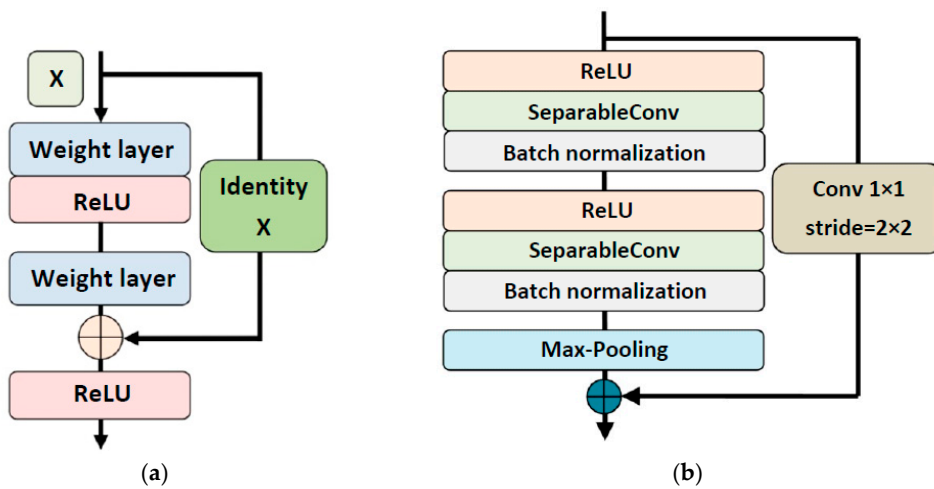 X
Weight layer
ReLU
Identity
X
Weight layer
ReLU
(a)
ReLU
SeparableConv
Batch normalization
ReLU
SeparableConv
Batch normalization
Conv 1×1
stride=2×2
Max-Pooling
(b)